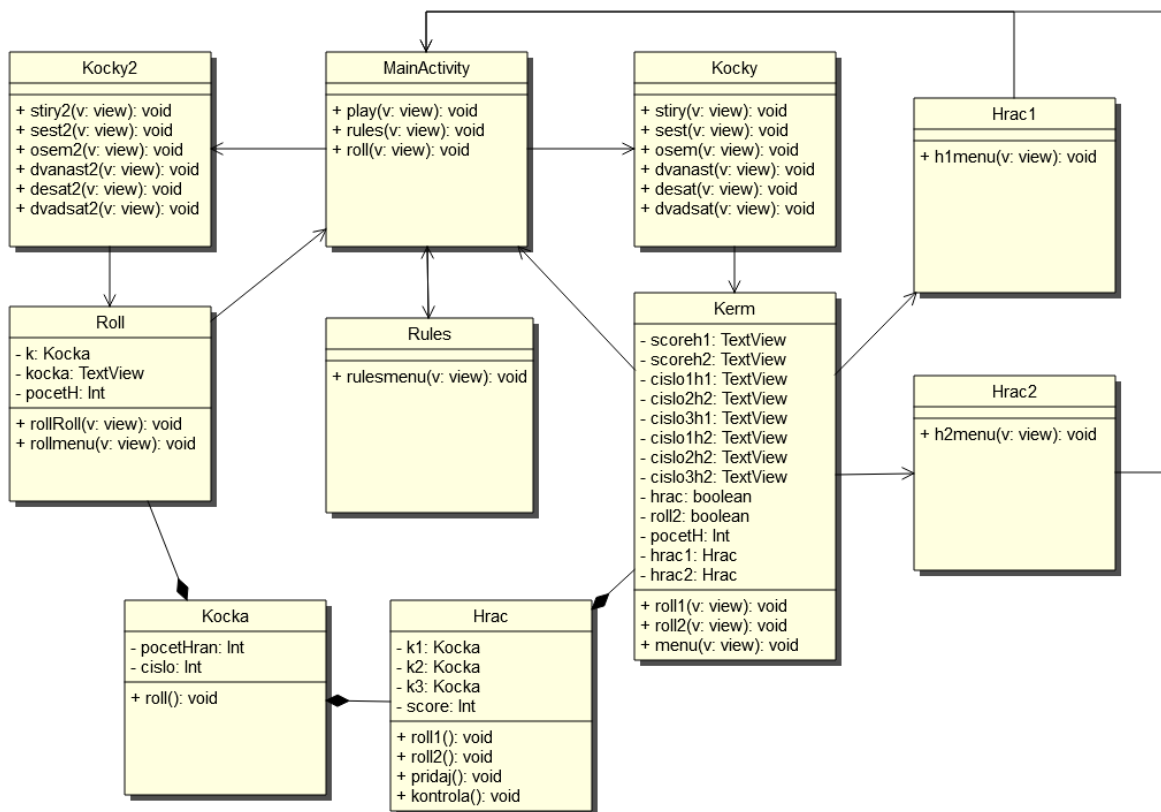 Kocky2
+ stiry2(v: view): void
+ sest2(v: view): void
+ osem2(v: view): void
+ dvanast2(v: view): void
+ desat2(v: view): void
+ dvadsat2(v: view): void
MainActivity
+ play(v: view): void
+ rules(v: view): void
+ roll(v: view): void
Kocky
+ stiry(v: view): void
+ sest(v: view): void
+ osem(v: view): void
+ dvanast(v: view): void
+ desat(v: view): void
+ dvadsat(v: view): void
Hrac1
+ h1menu(v: view): void
Roll
- k: Kocka
- kocka: TextView
- pocetH: Int
+ rollRoll(v: view): void
+ rollmenu(v: view): void
Rules
+ rulesmenu(v: view): void
Kerm
- scoreh1: TextView
- scoreh2: TextView
- cislo1h1: TextView
- cislo2h2: TextView
- cislo3h1: TextView
- cislo1h2: TextView
- cislo2h2: TextView
- cislo3h2: TextView
- hrac: boolean
- roll2: boolean
- pocetH: Int
- hrac1: Hrac
- hrac2: Hrac
+ roll1(v: view): void
+ roll2(v: view): void
+ menu(v: view): void
Hrac2
+ h2menu(v: view): void
Kocka
- pocetHran: Int
- cislo: Int
+ roll(): void
Hrac
- k1: Kocka
- k2: Kocka
- k3: Kocka
- score: Int
+ roll1(): void
+ roll2(): void
+ pridaj(): void
+ kontrola(): void